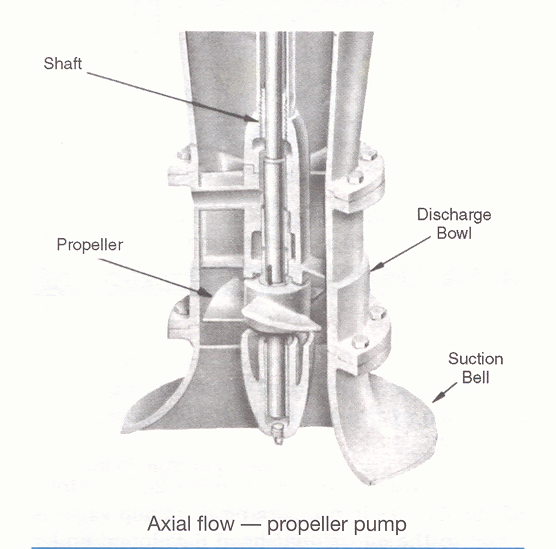 Shaft
Propeller
Discharge
Bowl
Suction
Bell
Axial flow — propeller pump